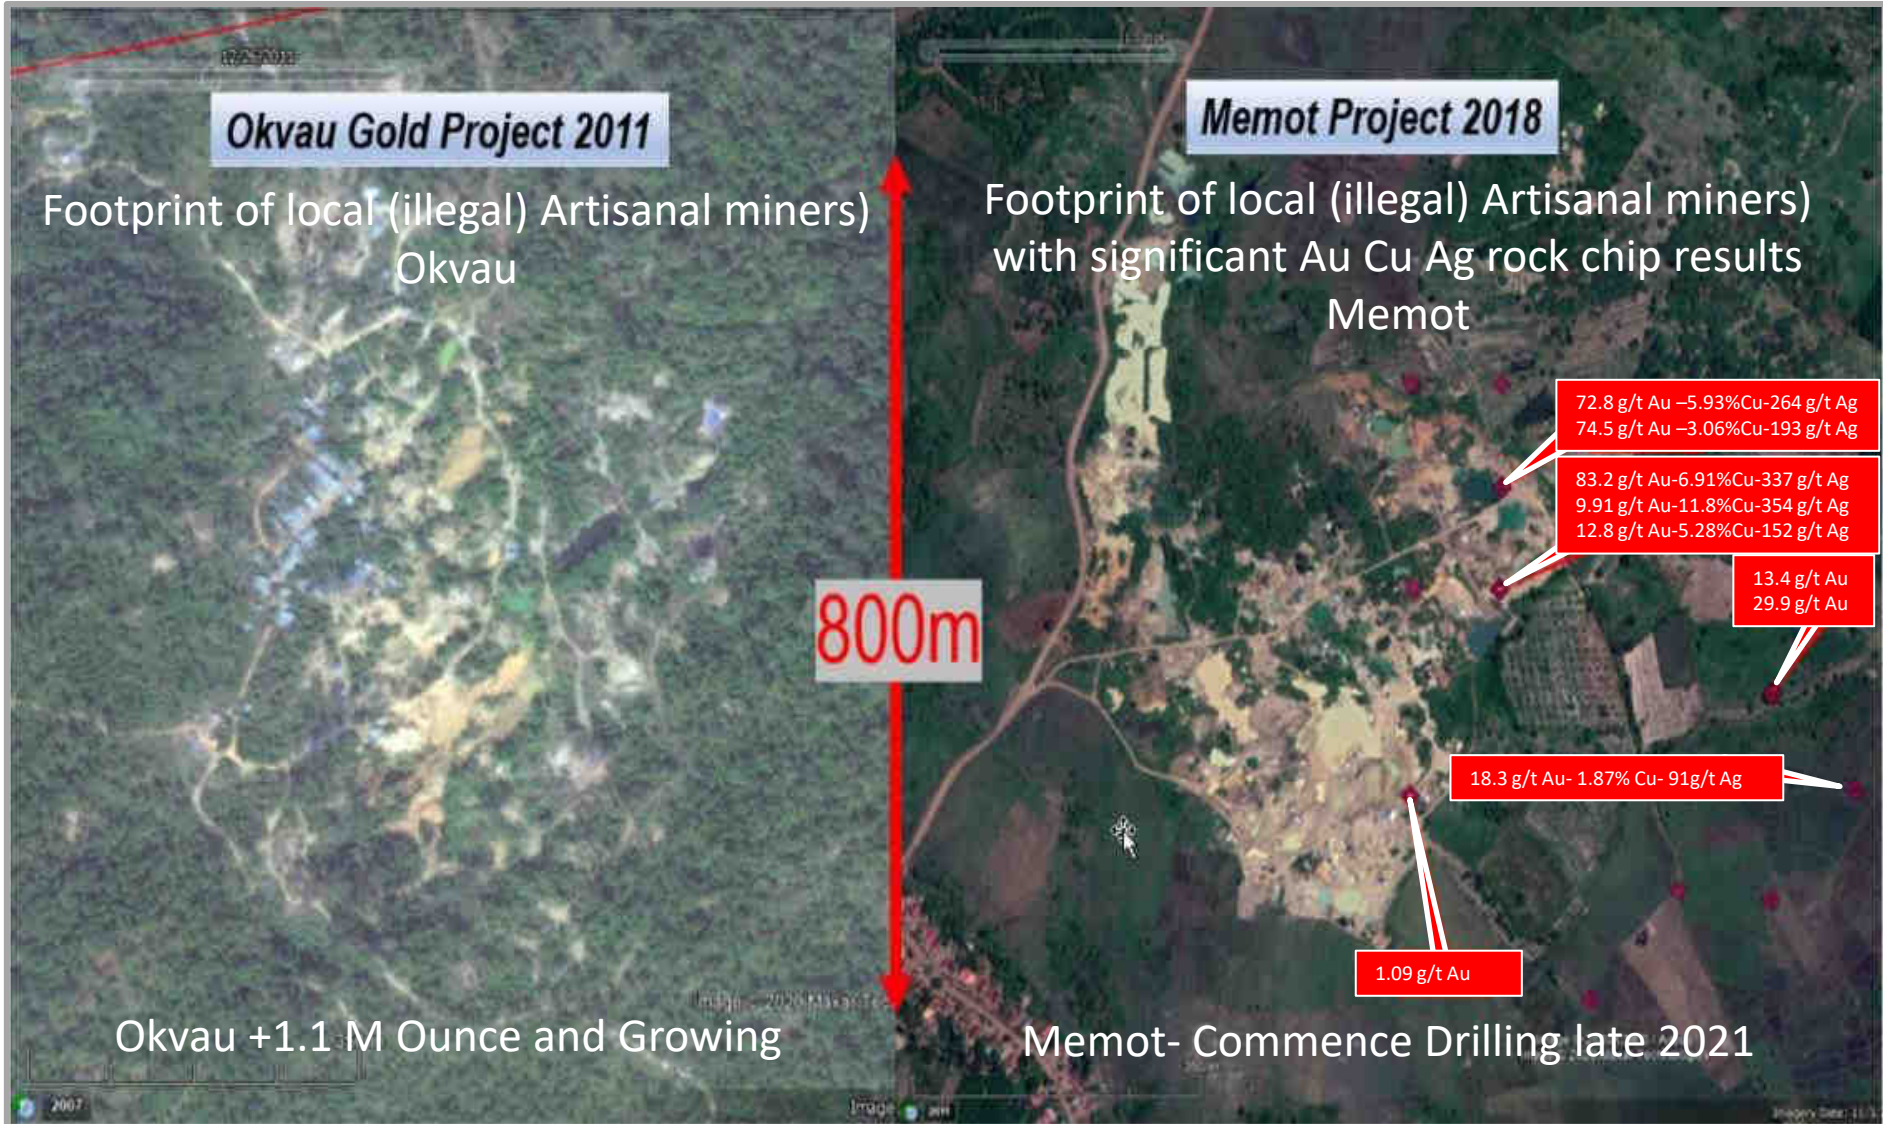 Okvau Gold Project 2011
Footprint of local (illegal) Artisanal miners)
Okvau
800m
Okvau +1.1 M Ounce and Growing
2007
Image
Memot Project 2018
Footprint of local (illegal) Artisanal miners)
with significant Au Cu Ag rock chip results
Memot
72.8 g/t Au –5.93%Cu-264 g/t Ag
74.5 g/t Au –3.06%Cu-193 g/t Ag
83.2 g/t Au-6.91%Cu-337 g/t Ag
9.91 g/t Au-11.8%Cu-354 g/t Ag
12.8 g/t Au-5.28%Cu-152 g/t Ag
13.4 g/t Au
29.9 g/t Au
18.3 g/t Au- 1.87% Cu- 91g/t Ag
1.09 g/t Au
Memot- Commence Drilling late 2021
Imagery Date: